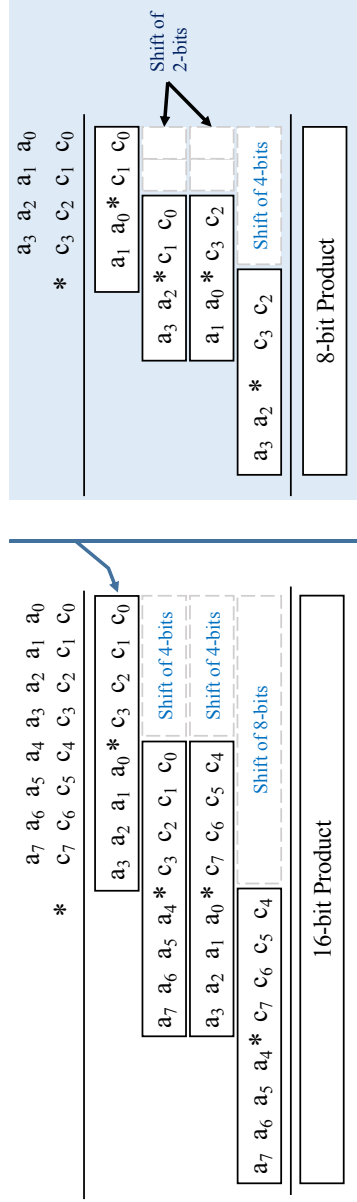 a7 a6 a5 a4 a3 a2 a1 a0
* c7 c6 c5 c4 c3 c2 c1 c0
a3 a2 a1 a0 * c3 c2 c1 c0
a7 a6 a5 a4 * c3 c2 c1 c0 Shift of 4-bits
a3 a2 a1 a0 * c7 c6 c5 c4 Shift of 4-bits
a7 a6 a5 a4 * c7 c6 c5 c4 Shift of 8-bits
16-bit Product
a3 a2 a1 a0
* c3 c2 c1 c0
a1 a0 * c1 c0
a3 a2 * c1 c0
a1 a0 * c3 c2
a3 a2 * c3 c2 Shift of 4-bits
8-bit Product
Shift of
2-bits